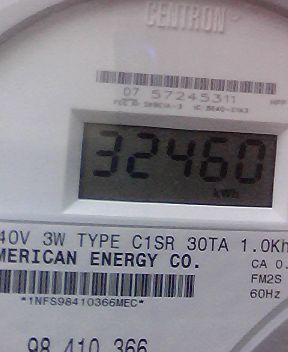 CENTRON
07 57245311
32460
kWh
40V 3W TYPE C1SR 30TA 1.0Kh
MERICAN ENERGY CO.
CA 0.
FM2S
*1NFS98410366MEC*
60Hz
98 410 366